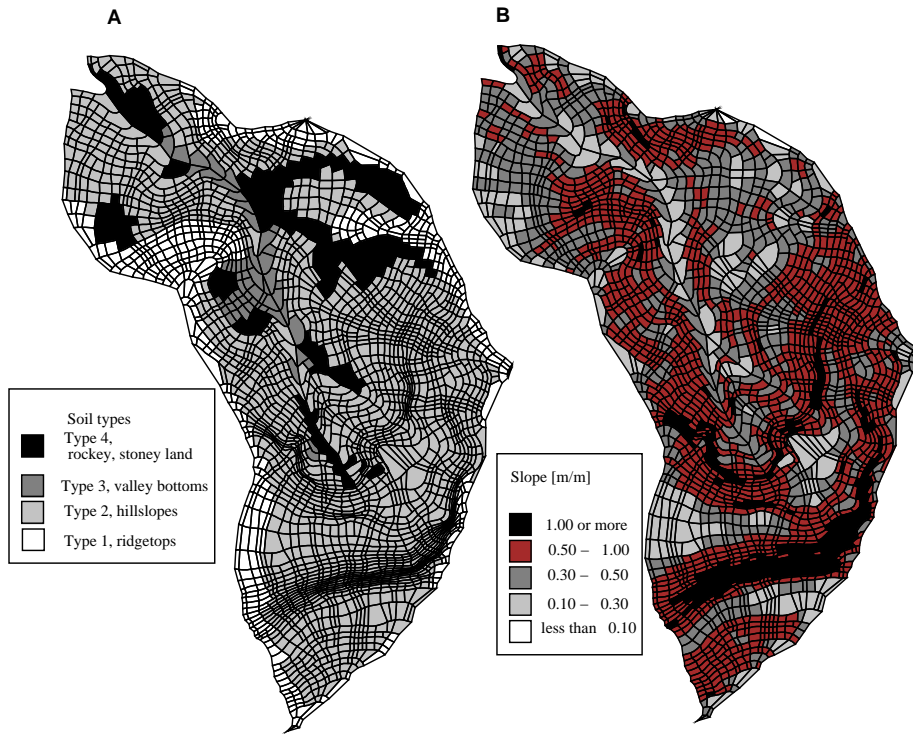 A
B
Soil types
Type 4,
rockey, stoney land
Type 3, valley bottoms
Type 2, hillslopes
Type 1, ridgetops
Slope [m/m]
1.00 or more
0.50 – 1.00
0.30 – 0.50
0.10 – 0.30
less than 0.10